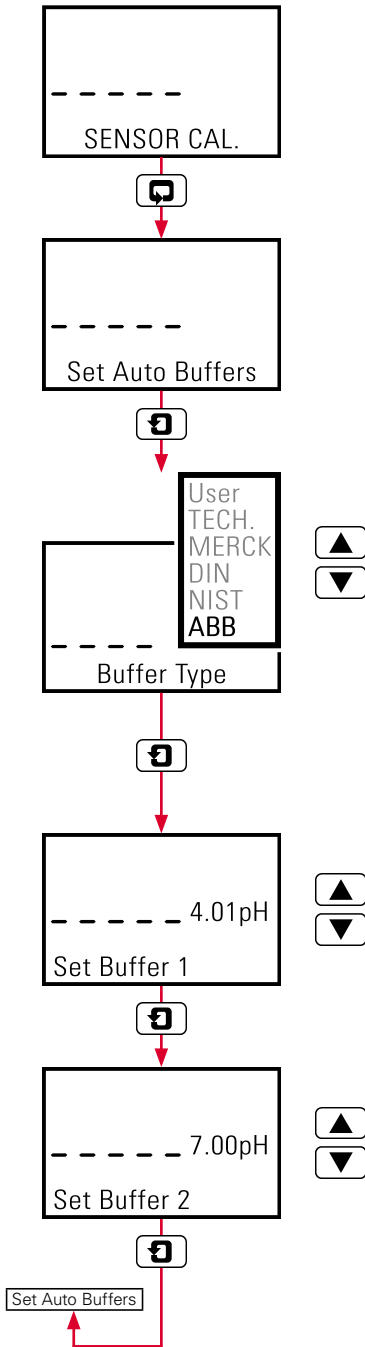 SENSOR CAL.
Set Auto Buffers
User
TECH.
MERCK
DIN
NIST
ABB
Buffer Type
4.01pH
Set Buffer 1
7.00pH
Set Buffer 2
Set Auto Buffers